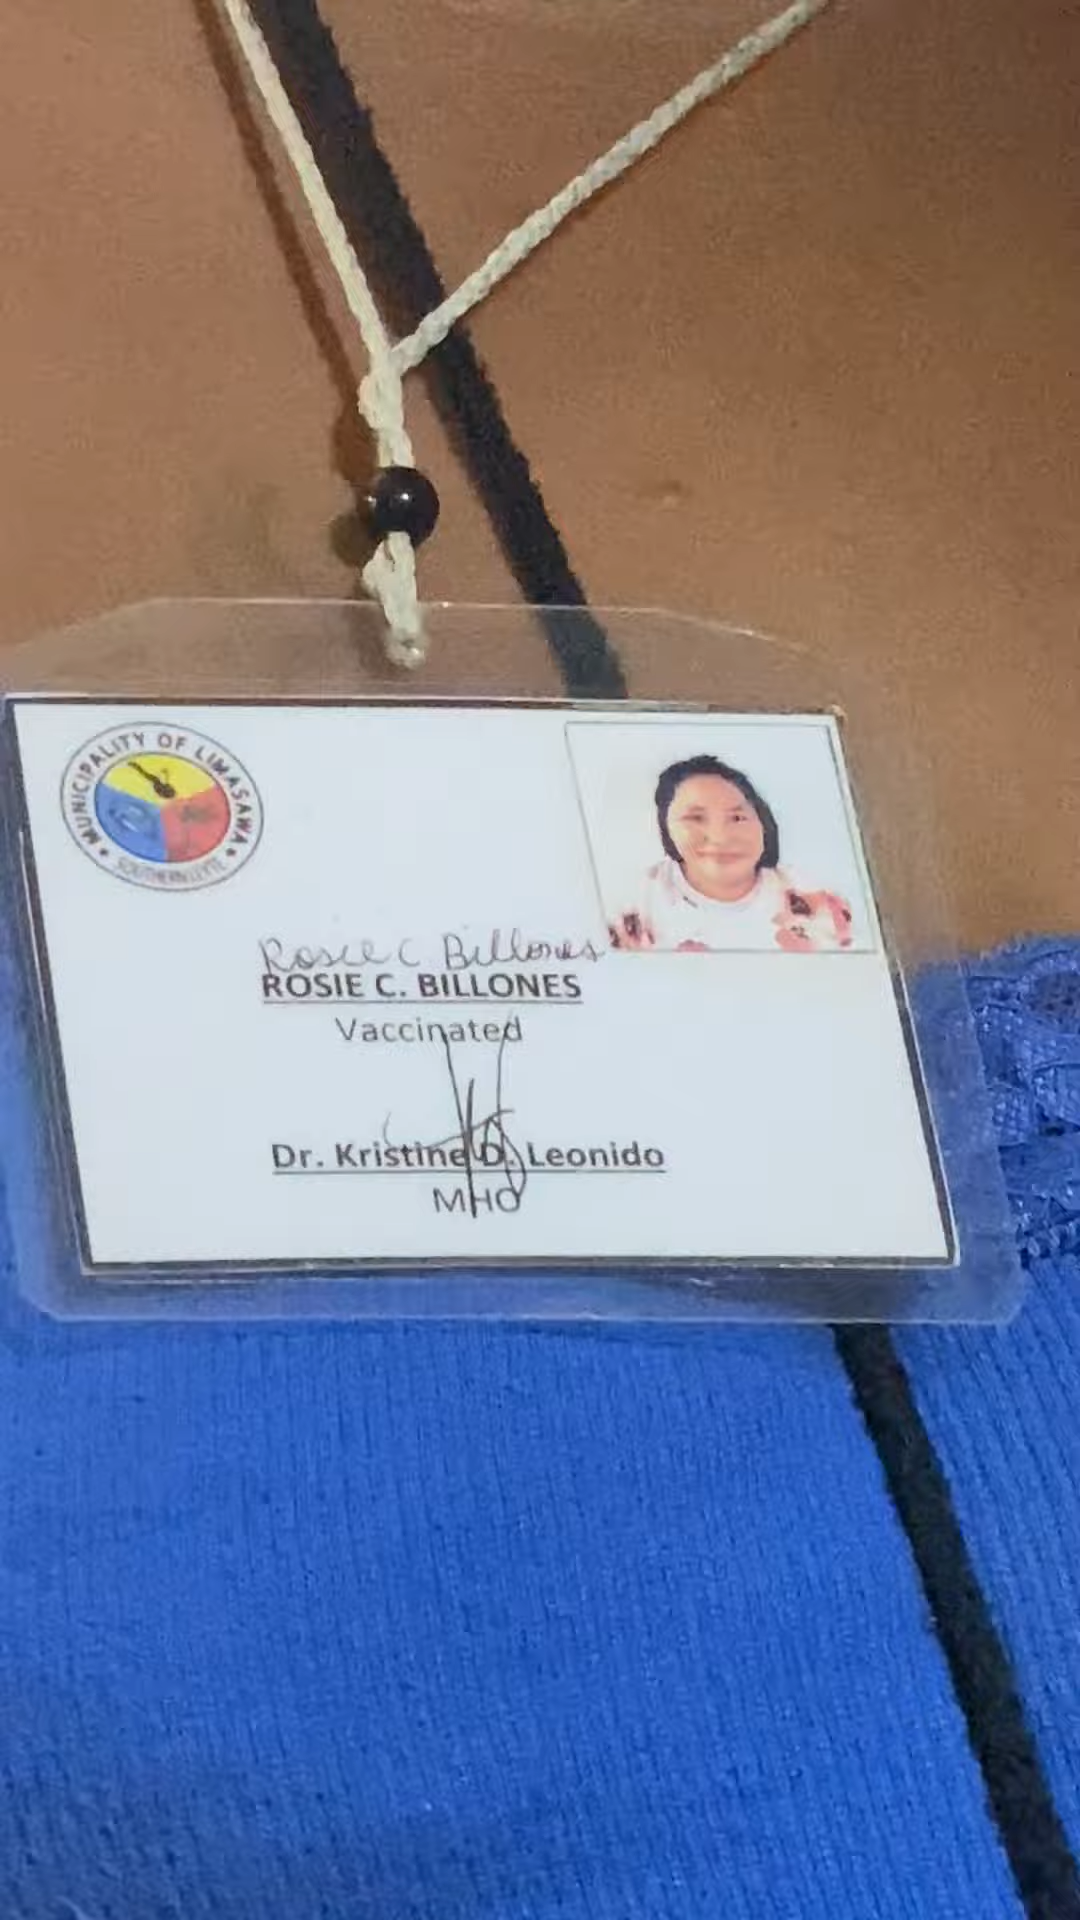 MUNICIPALITY OF LIMASAWA
SOUTHERN LEYTE
Rosie C Billones
ROSIE C. BILLONES
Vaccinated
Dr. Kristine D. Leonido
MHO